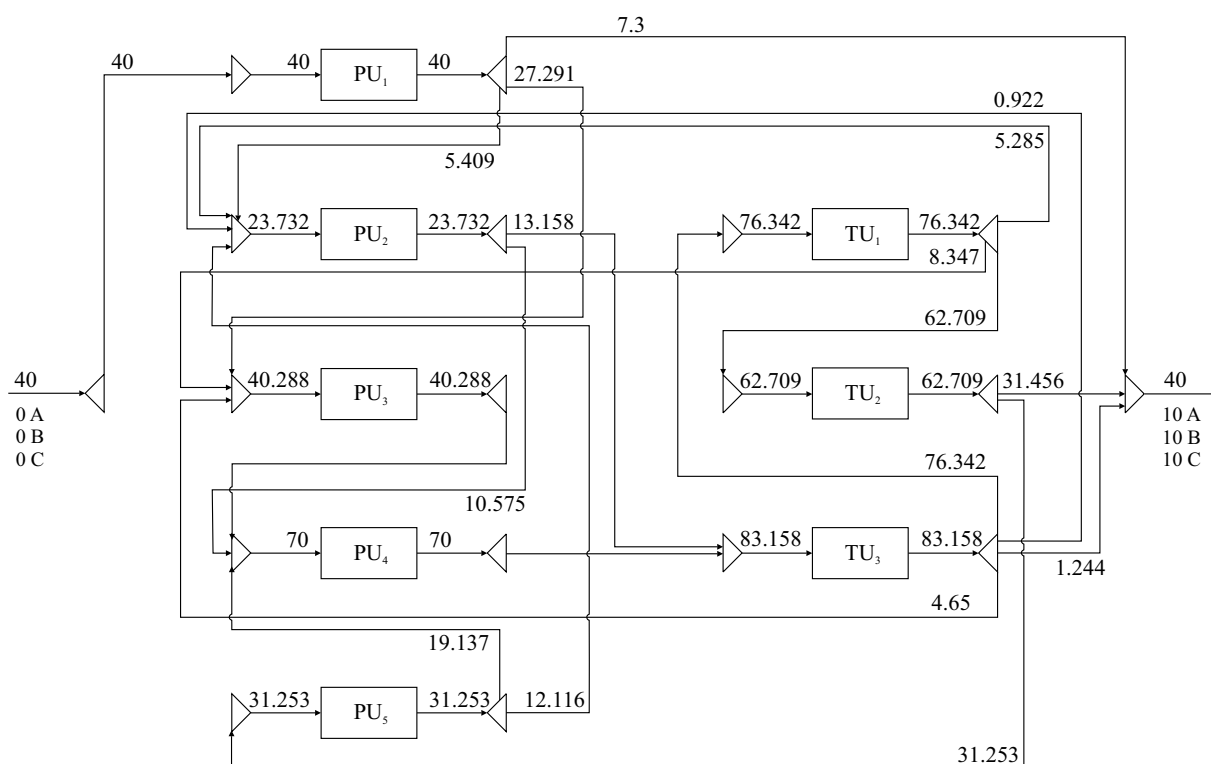 7.3
40 40 PU₁ 40 27.291
0.922
5.409 5.285
23.732 PU₂ 23.732 13.158 76.342 TU₁ 76.342
8.347
62.709
40 40.288 PU₃ 40.288 62.709 TU₂ 62.709 31.456 40
0 A 10 A
0 B 10 B
0 C 10 C
76.342
10.575
70 PU₄ 70 83.158 TU₃ 83.158
1.244
4.65
19.137
31.253 PU₅ 31.253 12.116
31.253